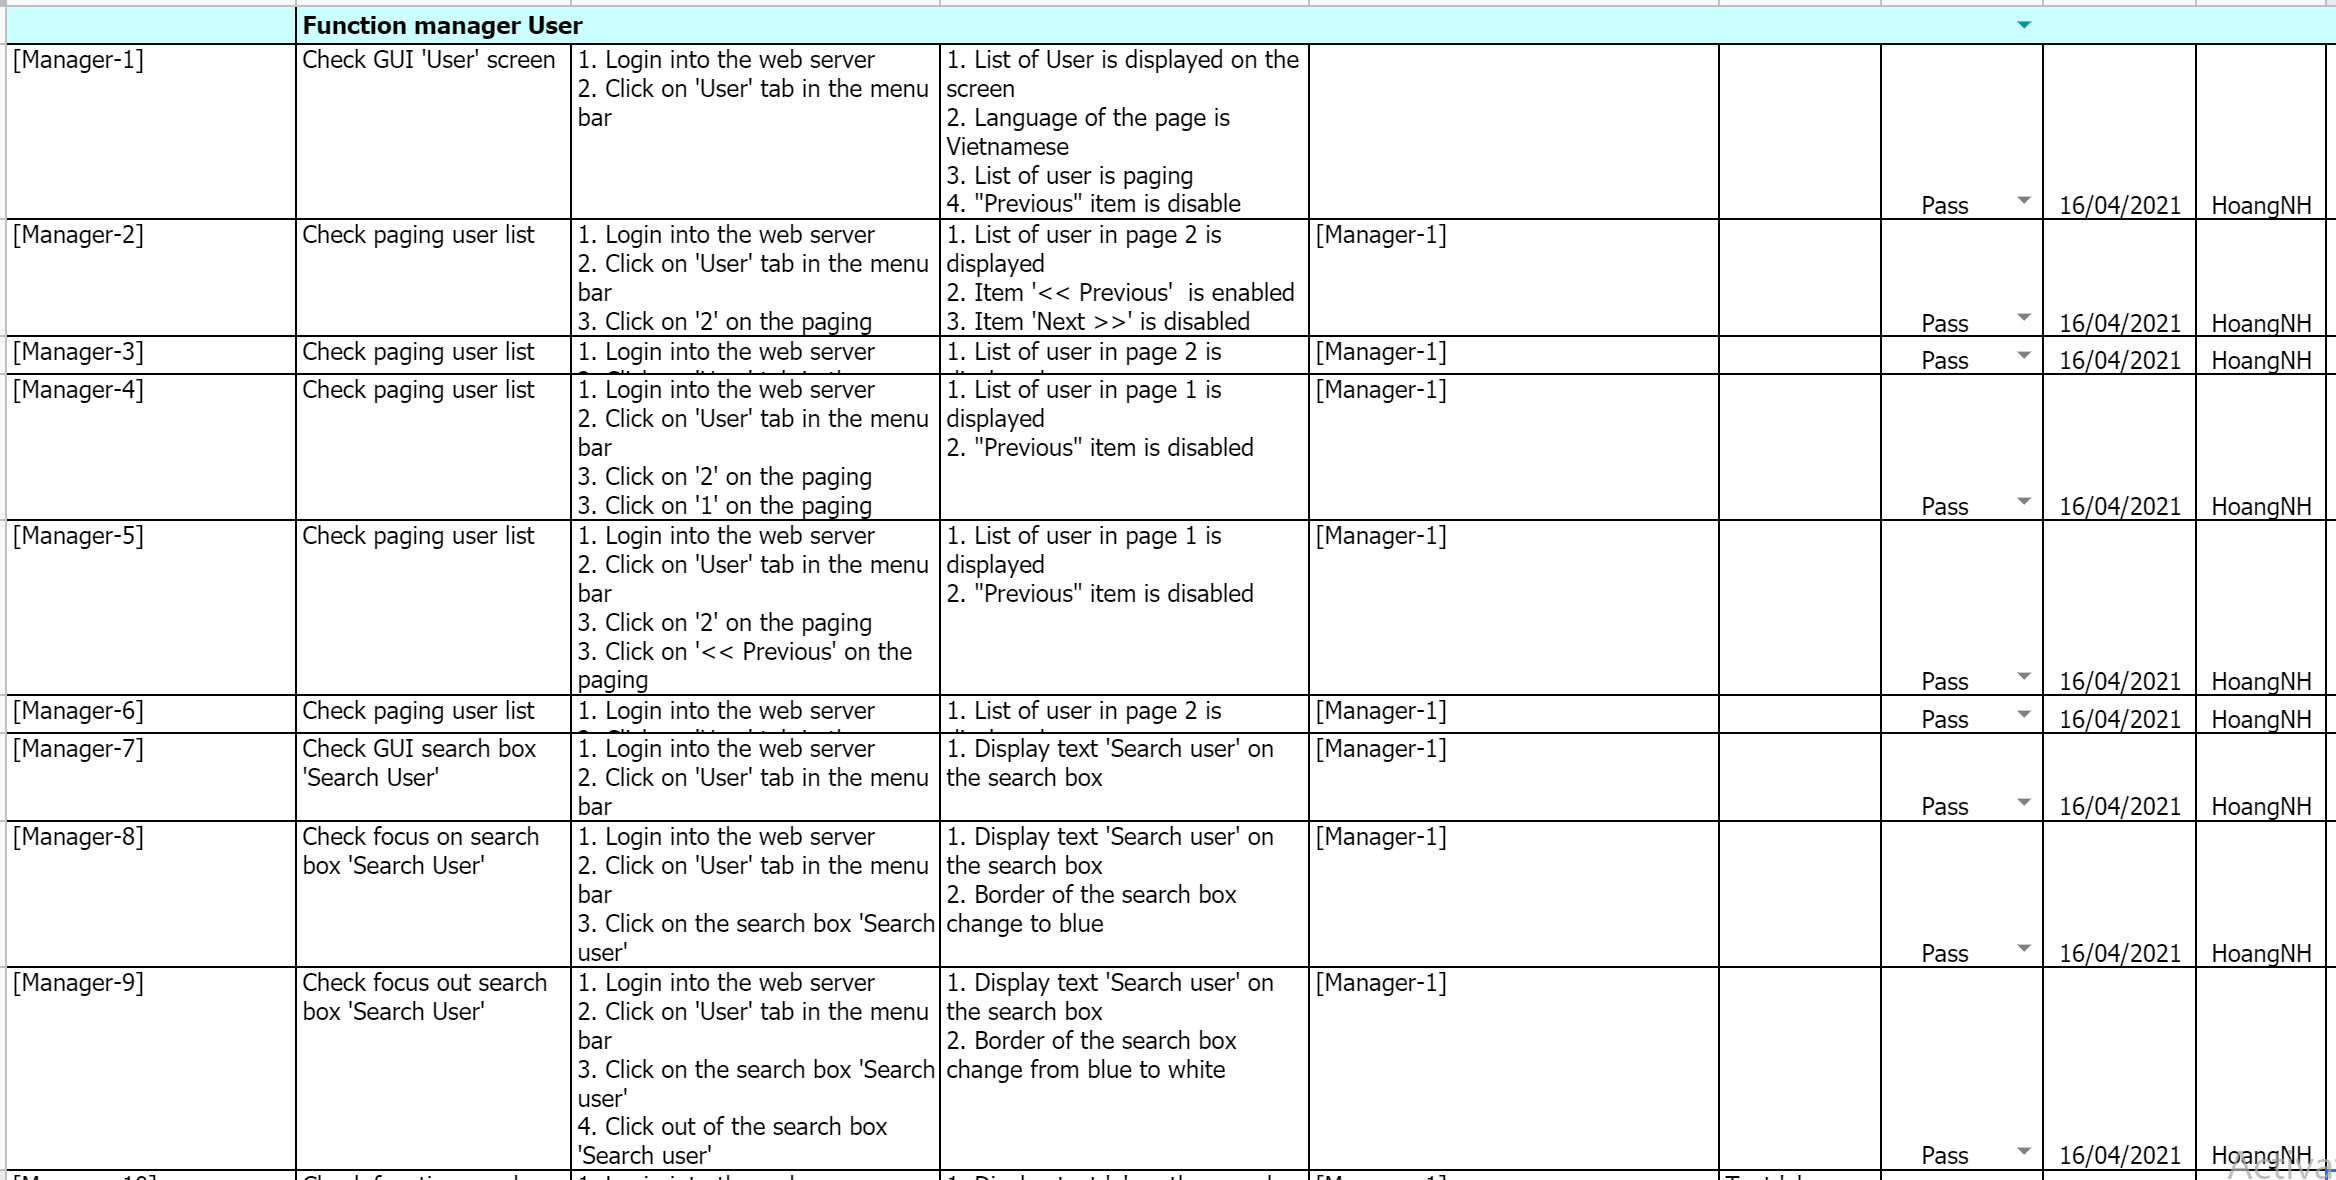 Function manager User
[Manager-1]
Check GUI 'User' screen
1. Login into the web server
2. Click on 'User' tab in the menu
bar
1. List of User is displayed on the
screen
2. Language of the page is
Vietnamese
3. List of user is paging
4. "Previous" item is disable
Pass
16/04/2021
HoangNH
[Manager-2]
Check paging user list
1. Login into the web server
2. Click on 'User' tab in the menu
bar
3. Click on '2' on the paging
1. List of user in page 2 is
displayed
2. Item '<< Previous'  is enabled
3. Item 'Next >>' is disabled
[Manager-1]
Pass
16/04/2021
HoangNH
[Manager-3]
Check paging user list
1. Login into the web server
1. List of user in page 2 is
[Manager-1]
Pass
16/04/2021
HoangNH
[Manager-4]
Check paging user list
1. Login into the web server
2. Click on 'User' tab in the menu
bar
3. Click on '2' on the paging
3. Click on '1' on the paging
1. List of user in page 1 is
displayed
2. "Previous" item is disabled
[Manager-1]
Pass
16/04/2021
HoangNH
[Manager-5]
Check paging user list
1. Login into the web server
2. Click on 'User' tab in the menu
bar
3. Click on '2' on the paging
3. Click on '<< Previous' on the
paging
1. List of user in page 1 is
displayed
2. "Previous" item is disabled
[Manager-1]
Pass
16/04/2021
HoangNH
[Manager-6]
Check paging user list
1. Login into the web server
1. List of user in page 2 is
[Manager-1]
Pass
16/04/2021
HoangNH
[Manager-7]
Check GUI search box
'Search User'
1. Login into the web server
2. Click on 'User' tab in the menu
bar
1. Display text 'Search user' on
the search box
[Manager-1]
Pass
16/04/2021
HoangNH
[Manager-8]
Check focus on search
box 'Search User'
1. Login into the web server
2. Click on 'User' tab in the menu
bar
3. Click on the search box 'Search
user'
1. Display text 'Search user' on
the search box
2. Border of the search box
change to blue
[Manager-1]
Pass
16/04/2021
HoangNH
[Manager-9]
Check focus out search
box 'Search User'
1. Login into the web server
2. Click on 'User' tab in the menu
bar
3. Click on the search box 'Search
user'
4. Click out of the search box
'Search user'
1. Display text 'Search user' on
the search box
2. Border of the search box
change from blue to white
[Manager-1]
Pass
16/04/2021
HoangNH
Activa